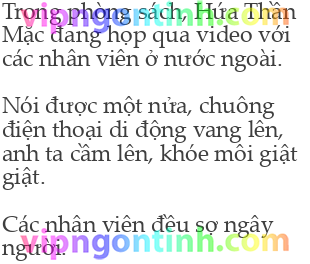 Trong phòng sách, Hứa Thần
Mặc đang họp qua video với
các nhân viên ở nước ngoài.
Nói được một nửa, chuông
điện thoại di động vang lên,
anh ta cầm lên, khóe môi giật
giật.
Các nhân viên đều sợ ngây
người.
vipngontinh.com
vipngontinh.com